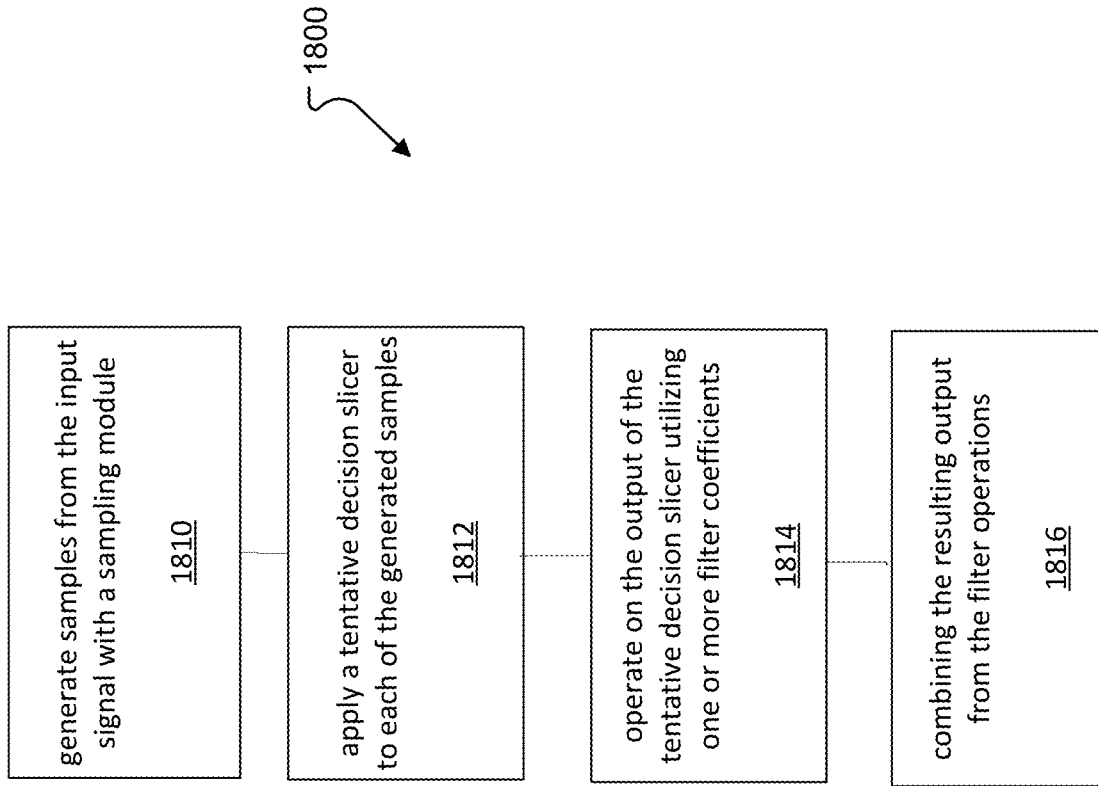 1800
generate samples from the input
signal with a sampling module
1810
apply a tentative decision slicer
to each of the generated samples
1812
operate on the output of the
tentative decision slicer utilizing
one or more filter coefficients
1814
combining the resulting output
from the filter operations
1816